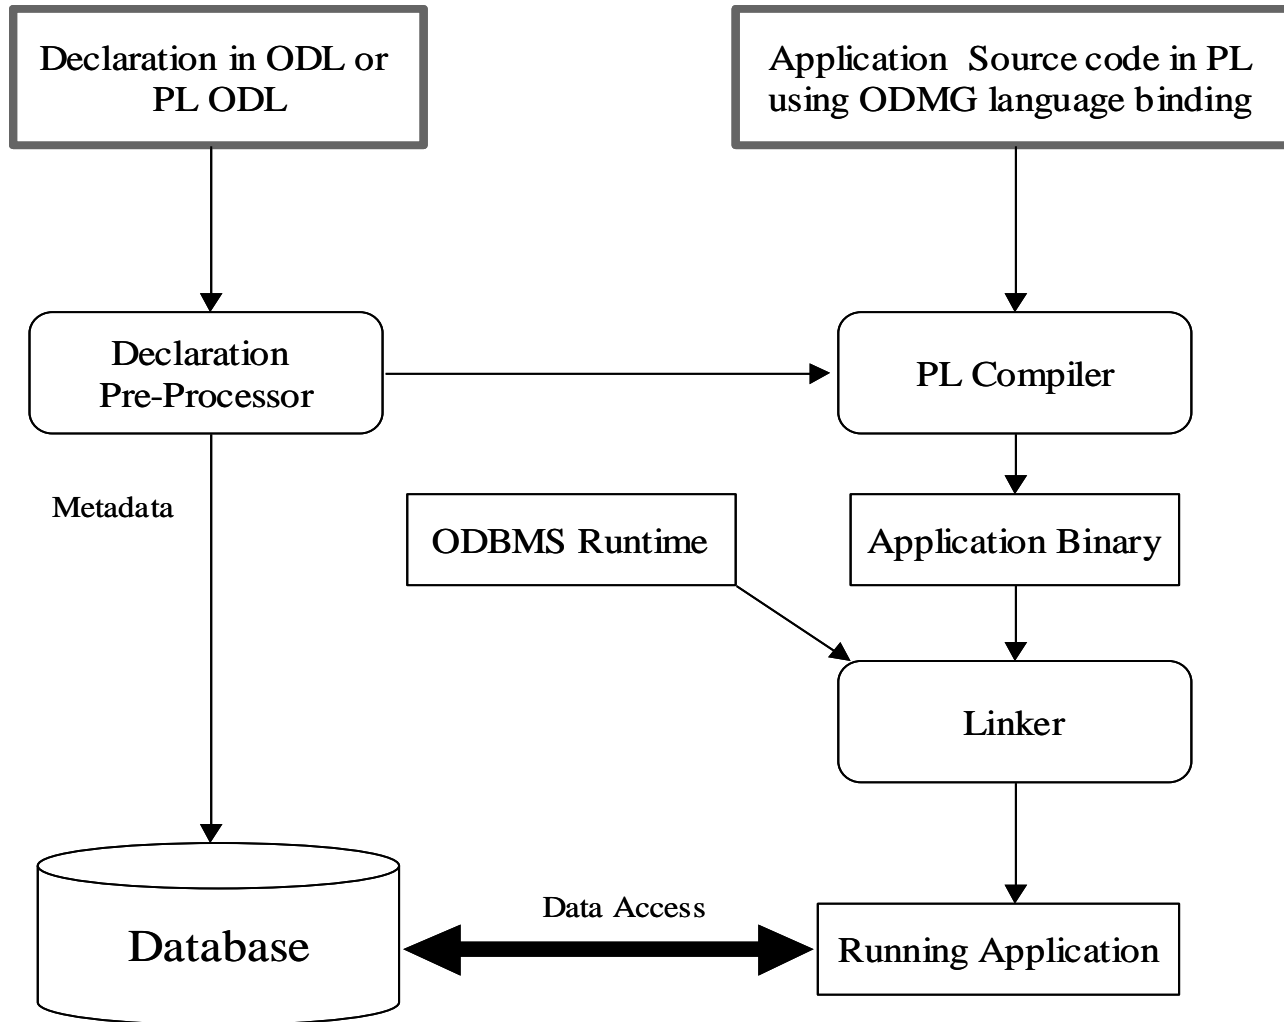 Declaration in ODL or
PL ODL
Application Source code in PL
using ODMG language binding
Declaration
Pre-Processor
PL Compiler
Metadata
ODBMS Runtime
Application Binary
Linker
Data Access
Database
Running Application